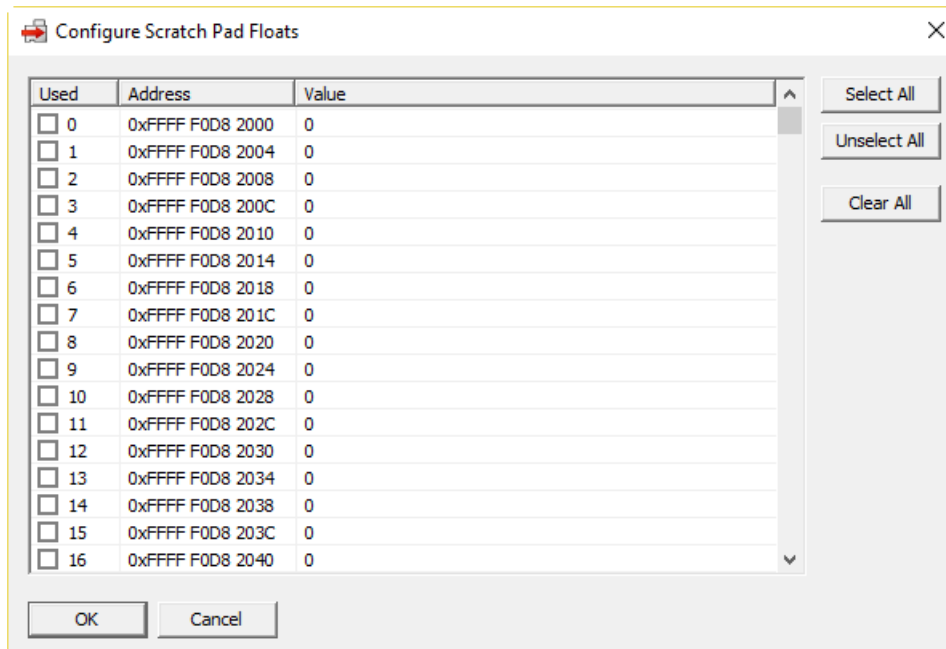 Configure Scratch Pad Floats
Used Address Value
0 0xFFFF F0D8 2000 0
1 0xFFFF F0D8 2004 0
2 0xFFFF F0D8 2008 0
3 0xFFFF F0D8 200C 0
4 0xFFFF F0D8 2010 0
5 0xFFFF F0D8 2014 0
6 0xFFFF F0D8 2018 0
7 0xFFFF F0D8 201C 0
8 0xFFFF F0D8 2020 0
9 0xFFFF F0D8 2024 0
10 0xFFFF F0D8 2028 0
11 0xFFFF F0D8 202C 0
12 0xFFFF F0D8 2030 0
13 0xFFFF F0D8 2034 0
14 0xFFFF F0D8 2038 0
15 0xFFFF F0D8 203C 0
16 0xFFFF F0D8 2040 0
Select All
Unselect All
Clear All
OK Cancel